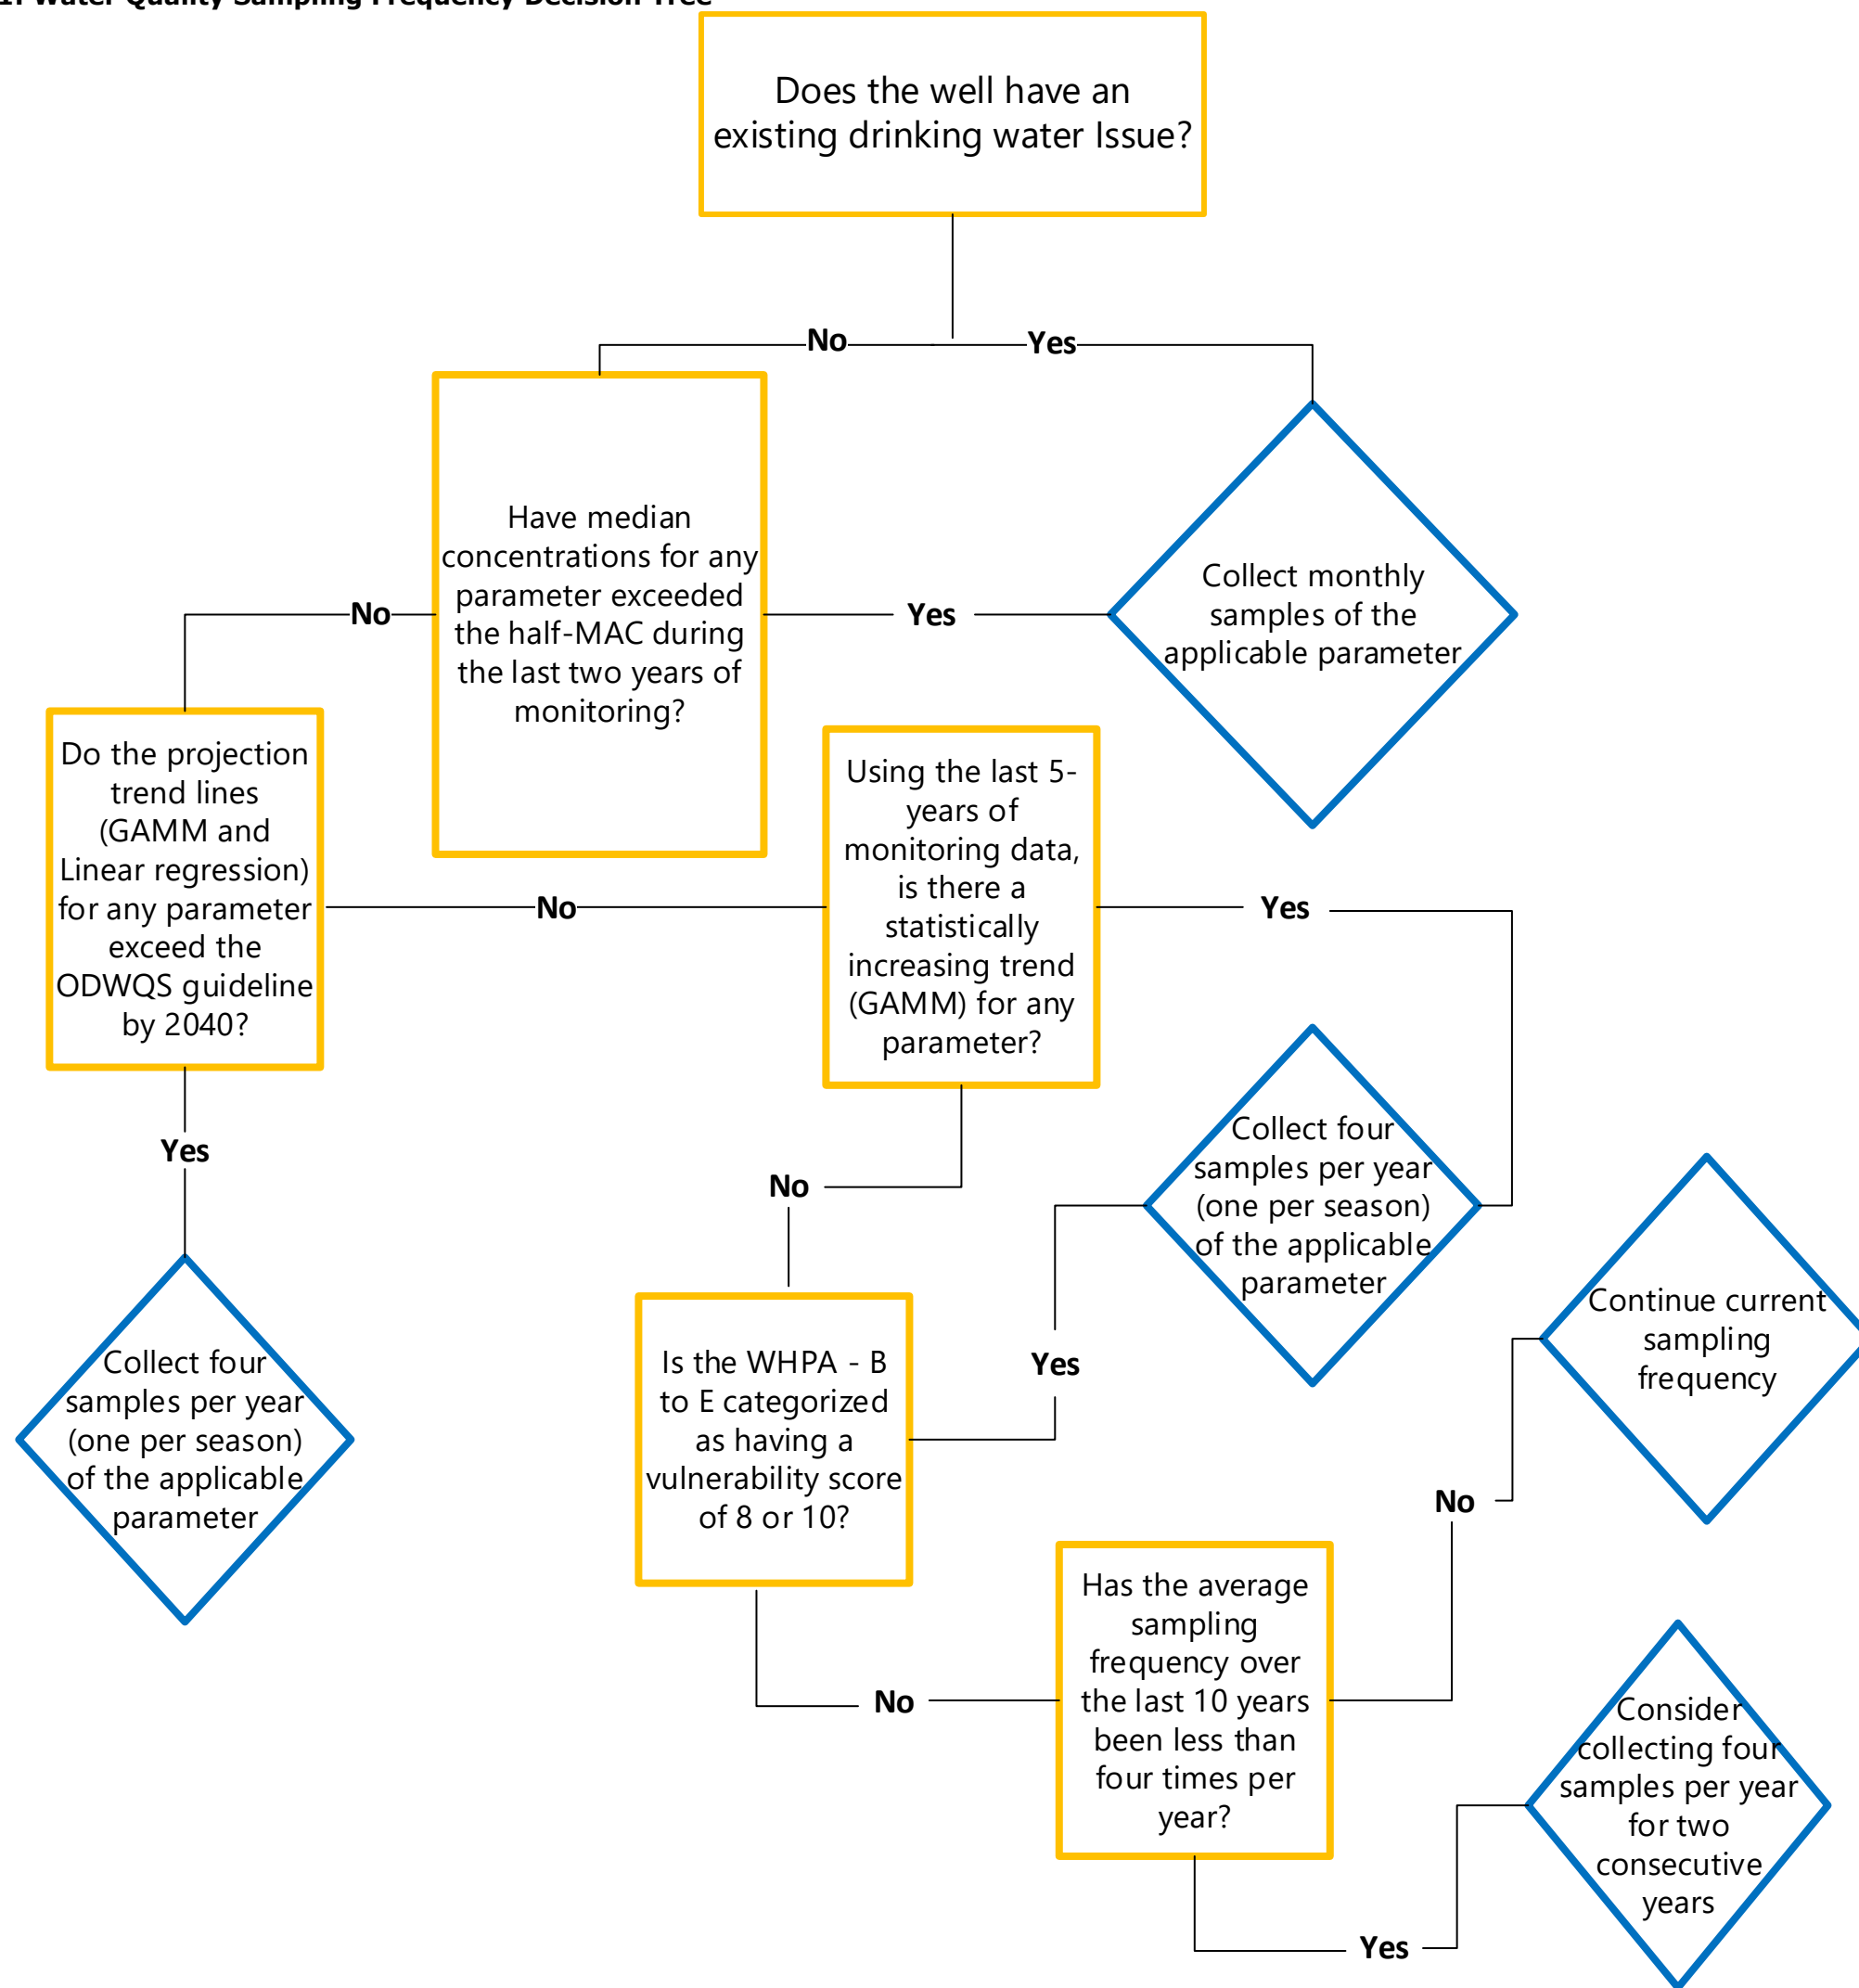 1. Water Quality Sampling Frequency Decision Tree
Does the well have an
existing drinking water Issue?
No
Yes
Have median
concentrations for any
parameter exceeded
the half-MAC during
the last two years of
monitoring?
Yes
Collect monthly
samples of the
applicable parameter
No
Do the projection
trend lines
(GAMM and
Linear regression)
for any parameter
exceed the
ODWQS guideline
by 2040?
No
Using the last 5-
years of
monitoring data,
is there a
statistically
increasing trend
(GAMM) for any
parameter?
Yes
Yes
Collect four
samples per year
(one per season)
of the applicable
parameter
No
Collect four
samples per year
(one per season)
of the applicable
parameter
Is the WHPA - B
to E categorized
as having a
vulnerability score
of 8 or 10?
Yes
Continue current
sampling
frequency
No
No
Has the average
sampling
frequency over
the last 10 years
been less than
four times per
year?
Yes
Consider
collecting four
samples per year
for two
consecutive
years